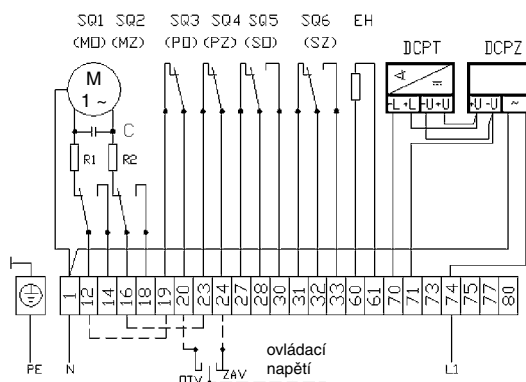 SQ1 SQ2 SQ3 SQ4 SQ5 SQ6 EH
(MO) (MZ) (PO) (PZ) (SO) (SZ) DCPT DCPZ
M
1 ~
-L +L -U +U +U -U ~
C
R1 R2
1 12 14 16 18 19 20 23 24 27 28 30 31 32 33 60 61 70 71 73 74 75 77 80
PE N OTV ZAV ovládací
napětí L1